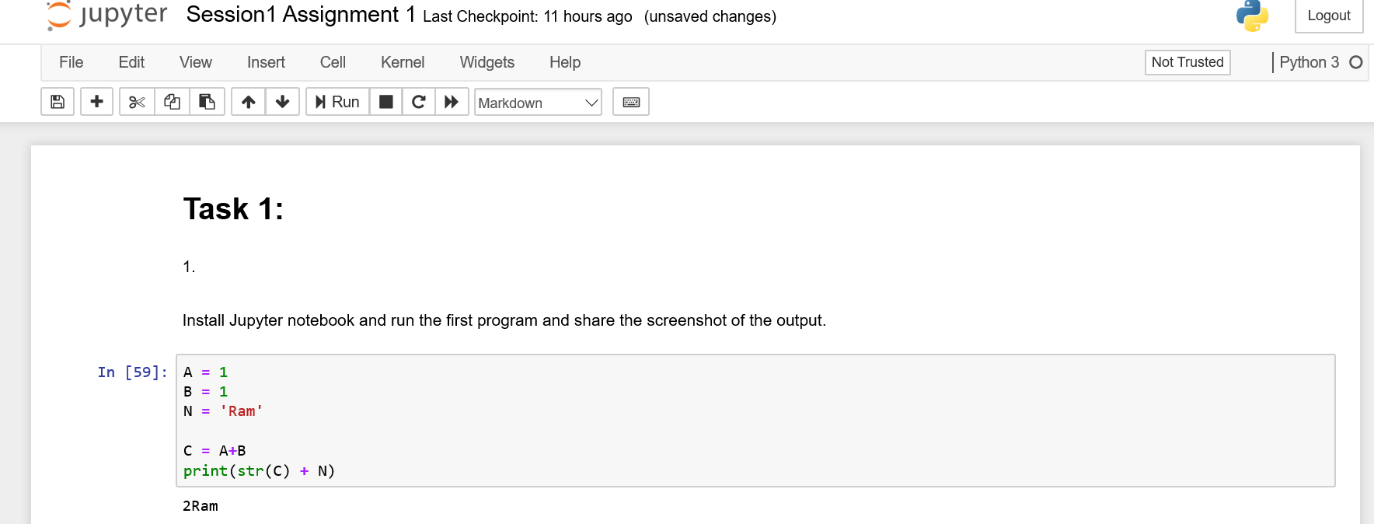 jupyter Session1 Assignment 1 Last Checkpoint: 11 hours ago (unsaved changes) Logout
File Edit View Insert Cell Kernel Widgets Help Not Trusted Python 3
Run Markdown
Task 1:
1.
Install Jupyter notebook and run the first program and share the screenshot of the output.
In [59]: A = 1
B = 1
N = 'Ram'
C = A+B
print(str(C) + N)
2Ram